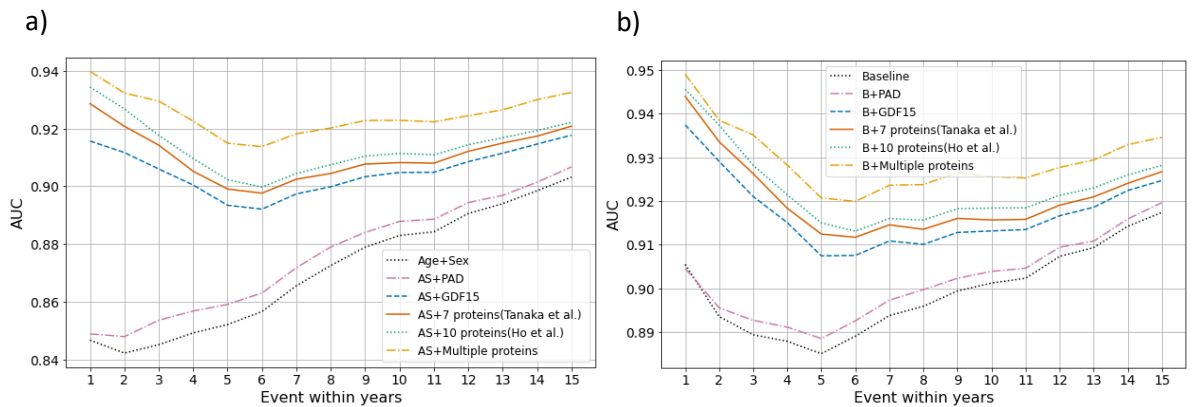 a)
AUC
0.94
0.92
0.90
0.88
0.86
0.84
Age+Sex
AS+PAD
AS+GDF15
AS+7 proteins(Tanaka et al.)
AS+10 proteins(Ho et al.)
AS+Multiple proteins
1 2 3 4 5 6 7 8 9 10 11 12 13 14 15
Event within years
b)
AUC
0.95
0.94
0.93
0.92
0.91
0.90
0.89
Baseline
B+PAD
B+GDF15
B+7 proteins(Tanaka et al.)
B+10 proteins(Ho et al.)
B+Multiple proteins
1 2 3 4 5 6 7 8 9 10 11 12 13 14 15
Event within years